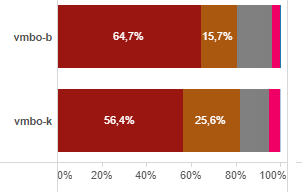 vmbo-b 64,7% 15,7%
vmbo-k 56,4% 25,6%
0% 20% 40% 60% 80% 100%